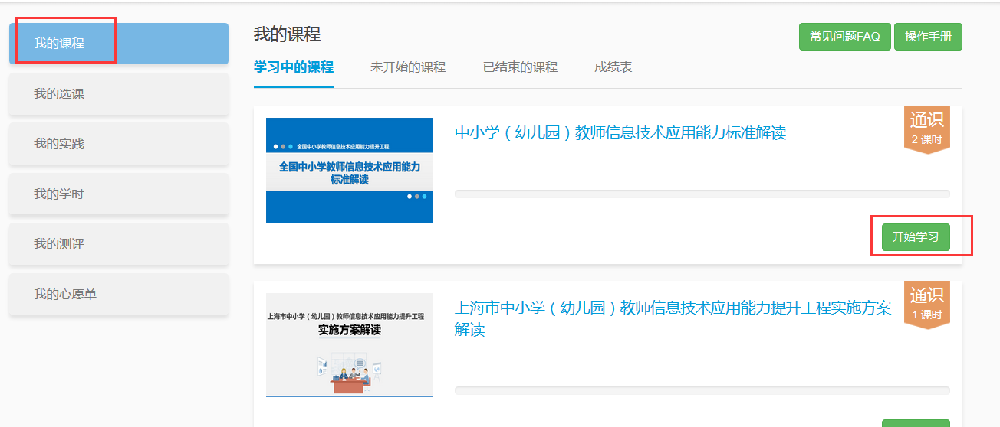 我的课程
我的选课
我的实践
我的学时
我的测评
我的心愿单
我的课程
常见问题FAQ
操作手册
学习中的课程
未开始的课程
已结束的课程
成绩表
全国中小学教师信息技术应用能力提升工程
全国中小学教师信息技术应用能力
标准解读
中小学（幼儿园）教师信息技术应用能力标准解读
通识
2 课时
开始学习
上海市中小学（幼儿园）教师信息技术应用能力提升工程
实施方案解读
上海市中小学（幼儿园）教师信息技术应用能力提升工程实施方案
解读
通识
1 课时